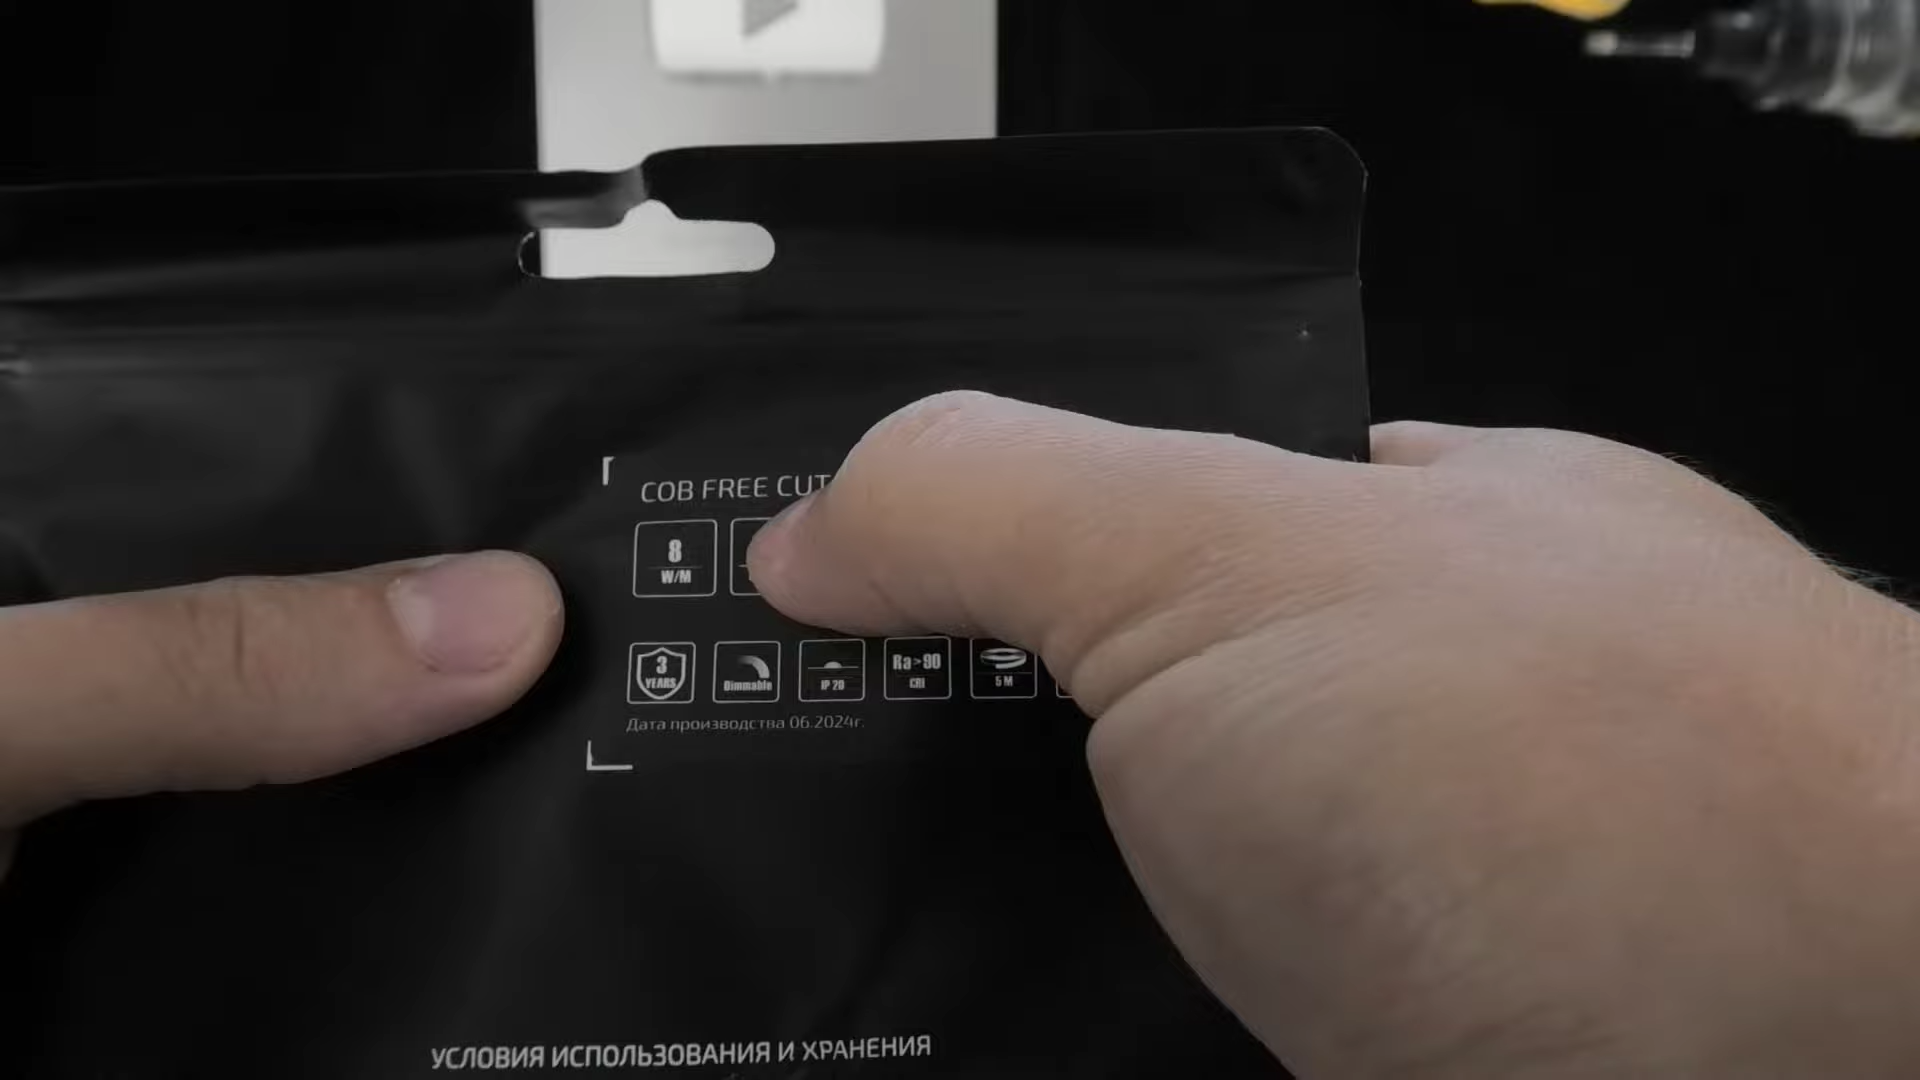 COB FREE CUT
8
W/M
3
YEARS
Dimmable
IP 20
Ra>90
CRI
5 M
Дата производства 06.2024г.
УСЛОВИЯ ИСПОЛЬЗОВАНИЯ И ХРАНЕНИЯ